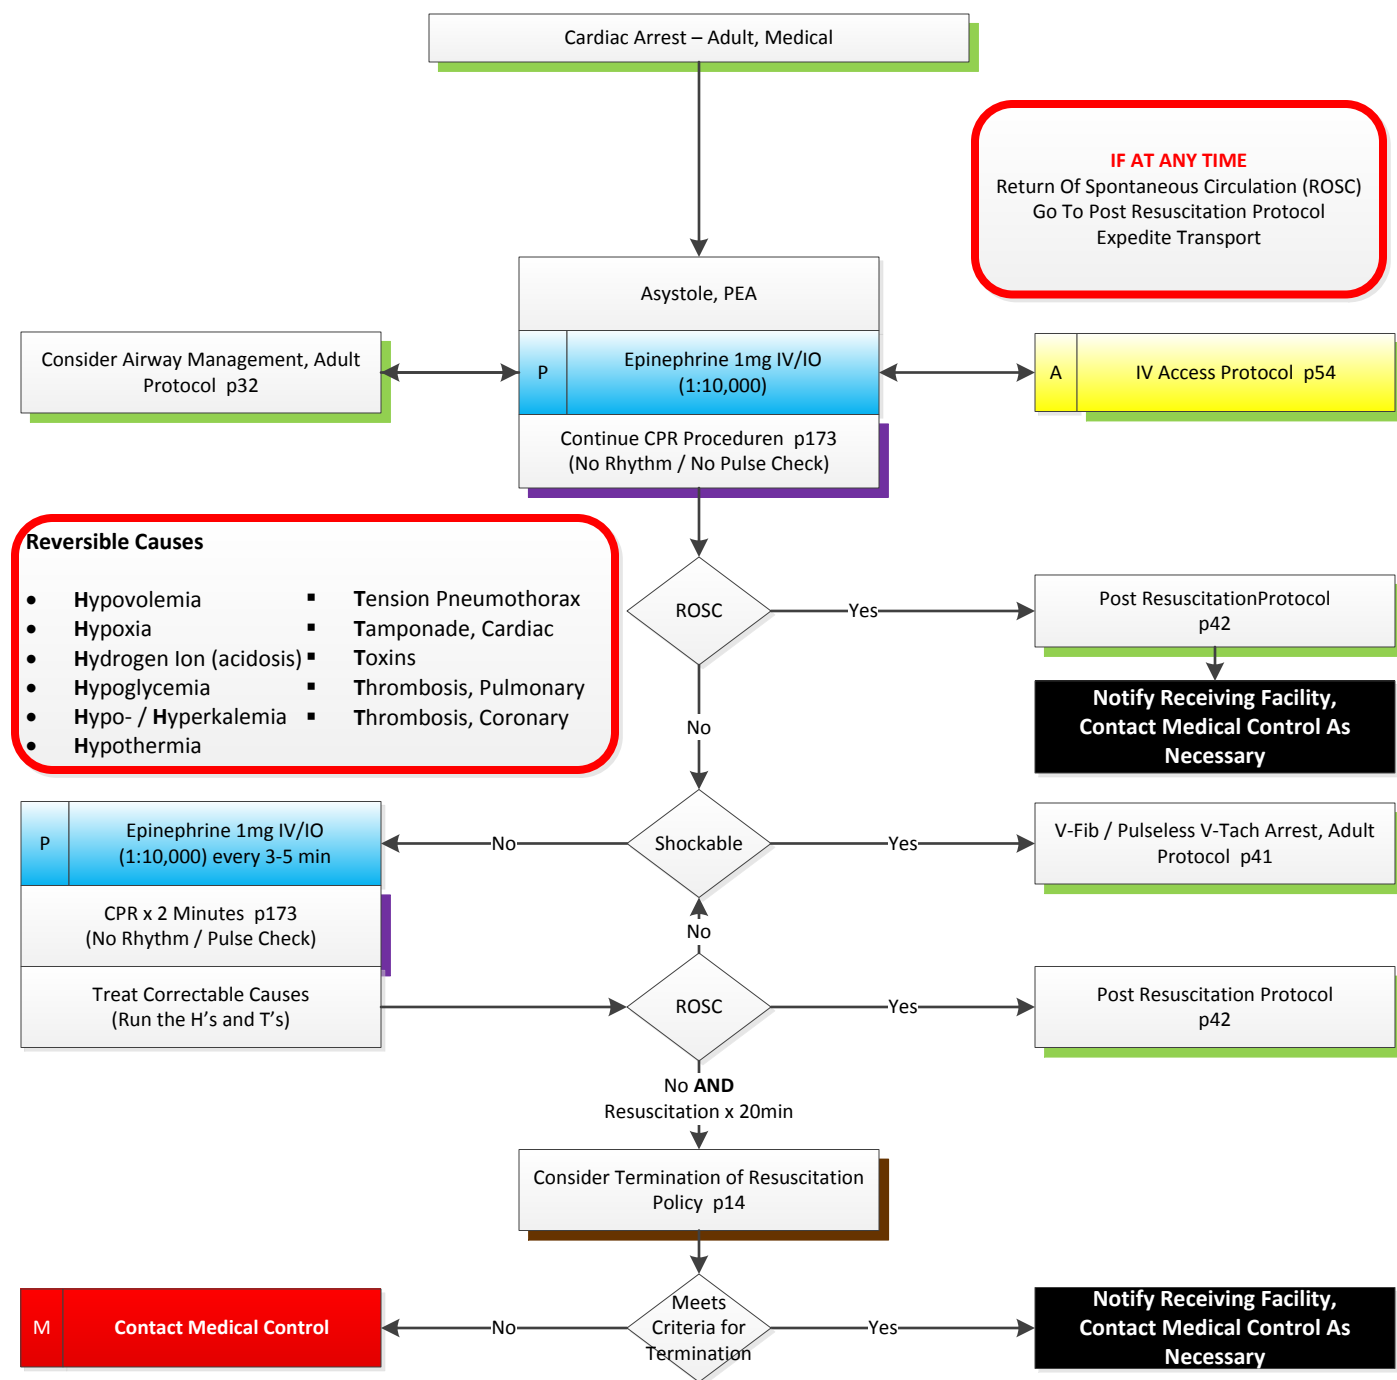 Cardiac Arrest – Adult, Medical
IF AT ANY TIME
Return Of Spontaneous Circulation (ROSC)
Go To Post Resuscitation Protocol
Expedite Transport
Asystole, PEA
Consider Airway Management, Adult
Protocol p32
P
Epinephrine 1mg IV/IO
(1:10,000)
A
IV Access Protocol p54
Continue CPR Proceduren p173
(No Rhythm / No Pulse Check)
Reversible Causes
• Hypovolemia
• Hypoxia
• Hydrogen Ion (acidosis)
• Hypoglycemia
• Hypo- / Hyperkalemia
• Hypothermia
▪ Tension Pneumothorax
▪ Tamponade, Cardiac
▪ Toxins
▪ Thrombosis, Pulmonary
▪ Thrombosis, Coronary
ROSC
Yes
Post ResuscitationProtocol
p42
Notify Receiving Facility,
Contact Medical Control As
Necessary
No
Shockable
Yes
V-Fib / Pulseless V-Tach Arrest, Adult
Protocol p41
No
P
Epinephrine 1mg IV/IO
(1:10,000) every 3-5 min
CPR x 2 Minutes p173
(No Rhythm / Pulse Check)
Treat Correctable Causes
(Run the H’s and T’s)
No
ROSC
Yes
Post Resuscitation Protocol
p42
No AND
Resuscitation x 20min
Consider Termination of Resuscitation
Policy p14
Meets
Criteria for
Termination
No
M
Contact Medical Control
Yes
Notify Receiving Facility,
Contact Medical Control As
Necessary